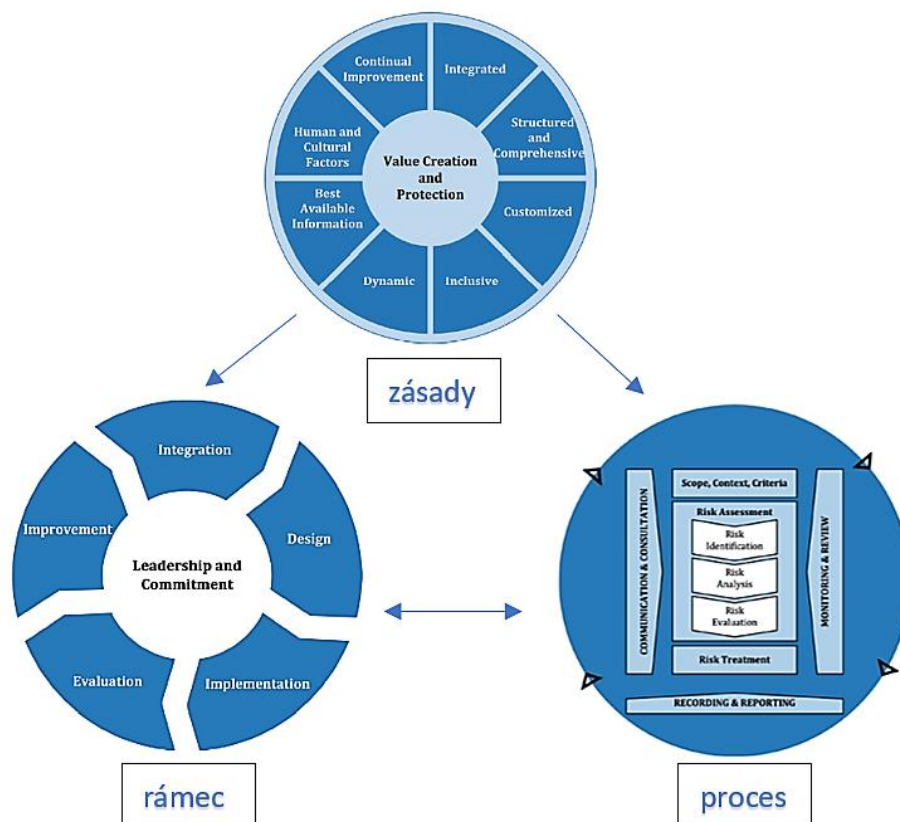 Continual
Improvement
Integrated
Human and
Cultural
Factors
Structured
and
Comprehensive
Value Creation
and
Protection
Best
Available
Information
Customized
Dynamic
Inclusive
zásady
Integration
Improvement
Design
Leadership and
Commitment
Evaluation
Implementation
rámec
Scope, Context, Criteria
Risk Assessment
Risk
Identification
Risk
Analysis
Risk
Evaluation
Risk Treatment
COMMUNICATION & CONSULTATION
MONITORING & REVIEW
RECORDING & REPORTING
proces